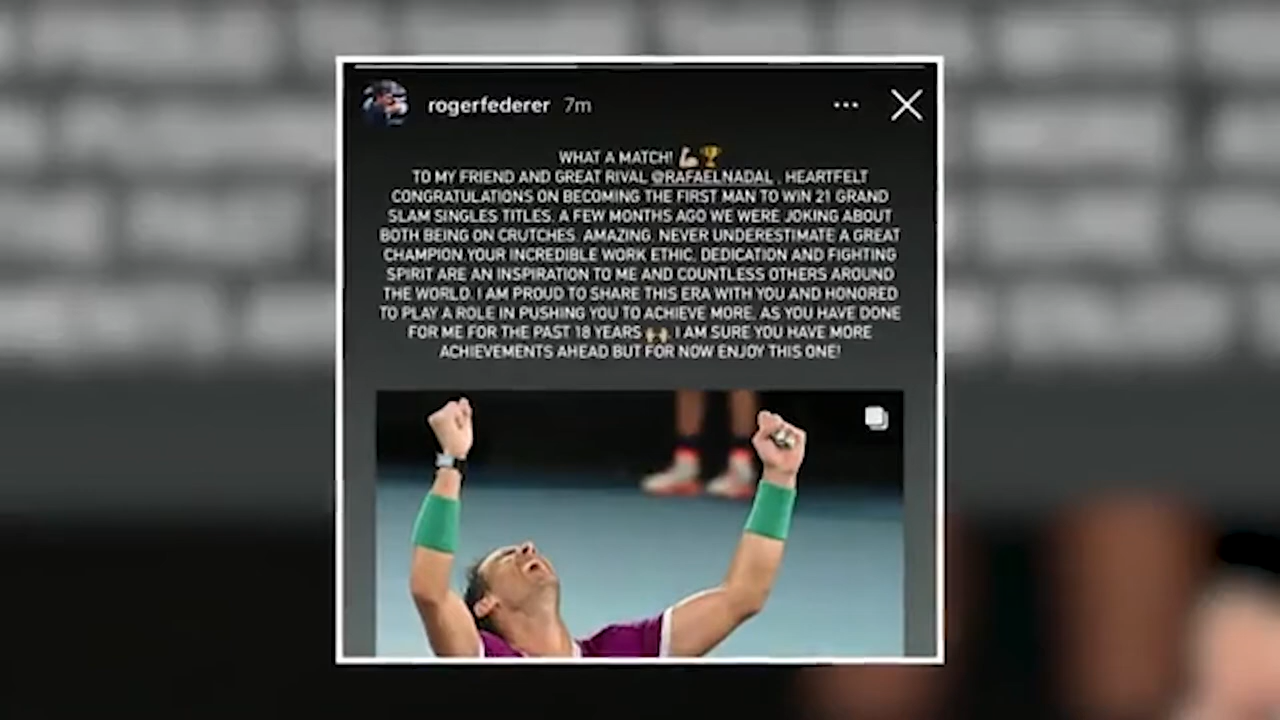 rogerfederer 7m
WHAT A MATCH! 💪🏆
TO MY FRIEND AND GREAT RIVAL @RAFAELNADAL , HEARTFELT
CONGRATULATIONS ON BECOMING THE FIRST MAN TO WIN 21 GRAND
SLAM SINGLES TITLES. A FEW MONTHS AGO WE WERE JOKING ABOUT
BOTH BEING ON CRUTCHES. AMAZING. NEVER UNDERESTIMATE A GREAT
CHAMPION.YOUR INCREDIBLE WORK ETHIC, DEDICATION AND FIGHTING
SPIRIT ARE AN INSPIRATION TO ME AND COUNTLESS OTHERS AROUND
THE WORLD. I AM PROUD TO SHARE THIS ERA WITH YOU AND HONORED
TO PLAY A ROLE IN PUSHING YOU TO ACHIEVE MORE. AS YOU HAVE DONE
FOR ME FOR THE PAST 18 YEARS 🙌. I AM SURE YOU HAVE MORE
ACHIEVEMENTS AHEAD BUT FOR NOW ENJOY THIS ONE!